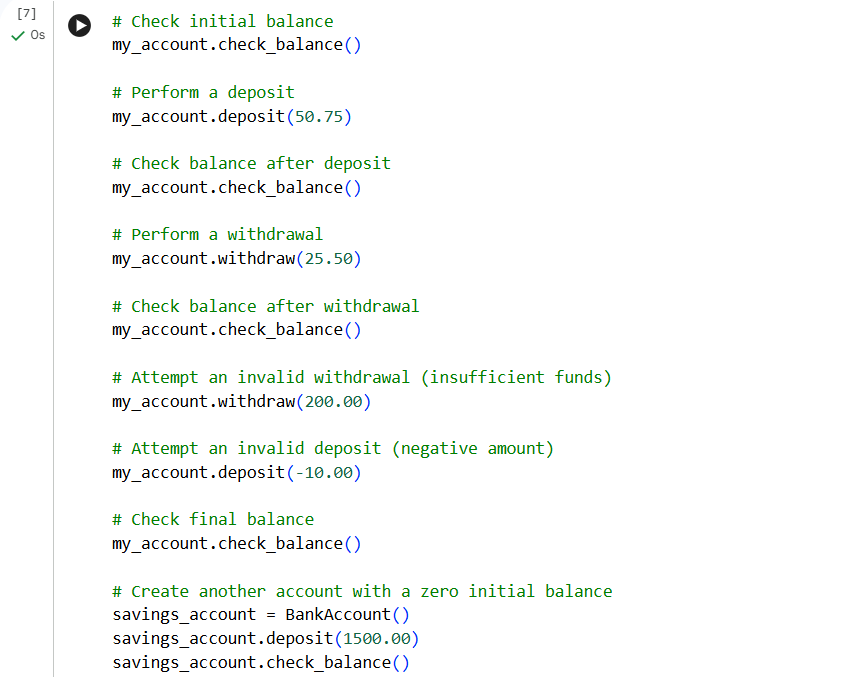 [7]
0s
# Check initial balance
my_account.check_balance()
# Perform a deposit
my_account.deposit(50.75)
# Check balance after deposit
my_account.check_balance()
# Perform a withdrawal
my_account.withdraw(25.50)
# Check balance after withdrawal
my_account.check_balance()
# Attempt an invalid withdrawal (insufficient funds)
my_account.withdraw(200.00)
# Attempt an invalid deposit (negative amount)
my_account.deposit(-10.00)
# Check final balance
my_account.check_balance()
# Create another account with a zero initial balance
savings_account = BankAccount()
savings_account.deposit(1500.00)
savings_account.check_balance()